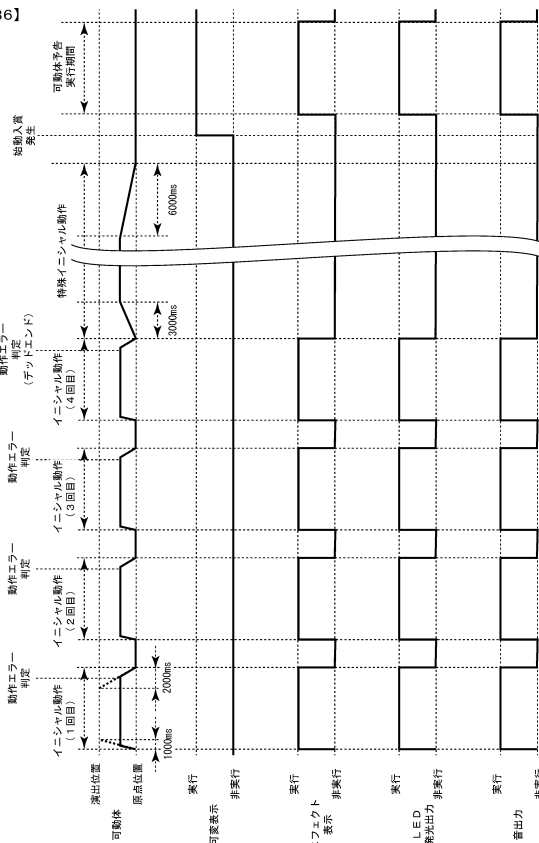 36】
可動体予告
実行期間
始動入賞
発生
特殊イニシャル動作
6000ms
3000ms
動作エラー
判定
(デッドエンド)
イニシャル動作
(4回目)
動作エラー
判定
イニシャル動作
(3回目)
動作エラー
判定
イニシャル動作
(2回目)
動作エラー
判定
イニシャル動作
(1回目)
2000ms
1000ms
演出位置
原点位置
可動体
実行
非実行
可変表示
実行
非実行
フェクト
表示
実行
非実行
LED
発光出力
実行
非実行
音出力